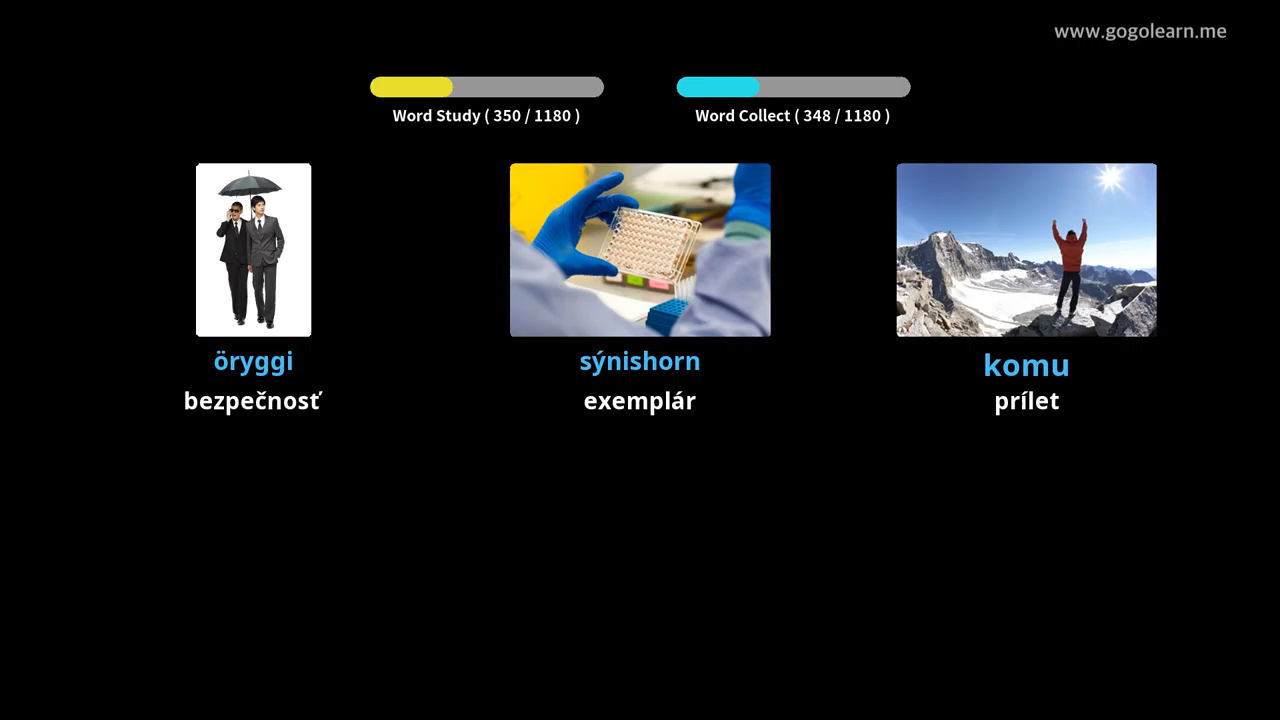 www.gogolearn.me
Word Study ( 350 / 1180 )
Word Collect ( 348 / 1180 )
öryggi
sýnishorn
komu
bezpečnosť
exemplár
prílet